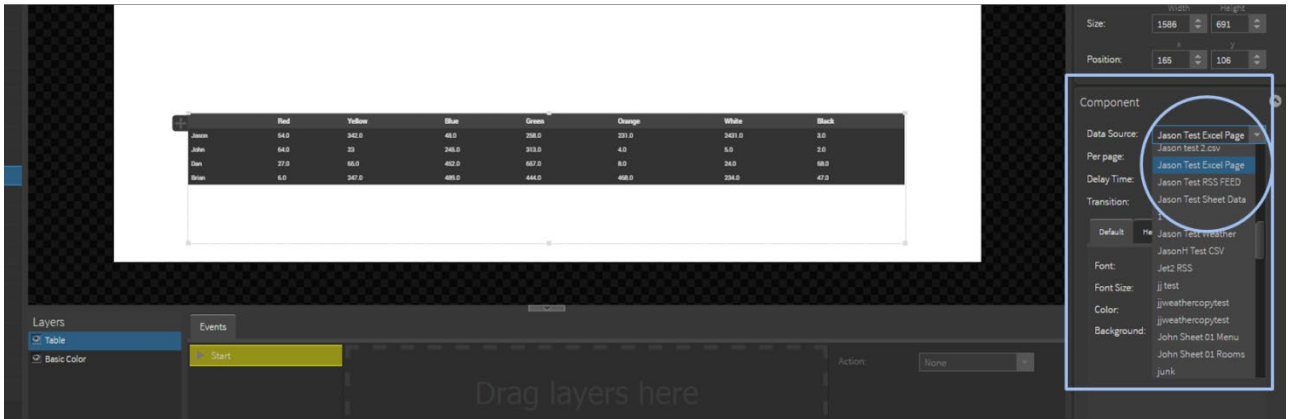 Width Height
Size: 1586 691
x y
Position: 165 106
Component
Data Source: Jason Test Excel Page
Jason test 2.csv
Per page: Jason Test Excel Page
Delay Time: Jason Test RSS FEED
Transition: Jason Test Sheet Data
Default Jason Test Weather
JasonH Test CSV
Font: Jet2 RSS
Font Size: jj test
jjweathercopytest
Color:
jjweathercopytest
Background:
John Sheet 01 Menu
John Sheet 01 Rooms
junk
Red Yellow Blue Green Orange White Black
Jason 54.0 342.0 48.0 258.0 231.0 2431.0 3.0
John 64.0 23 246.0 313.0 4.0 5.0 2.0
Dan 27.0 66.0 462.0 667.0 8.0 24.0 58.0
Brian 6.0 347.0 489.0 444.0 468.0 234.0 47.0
Layers
Table
Basic Color
Events
Start
Drag layers here
Action: None